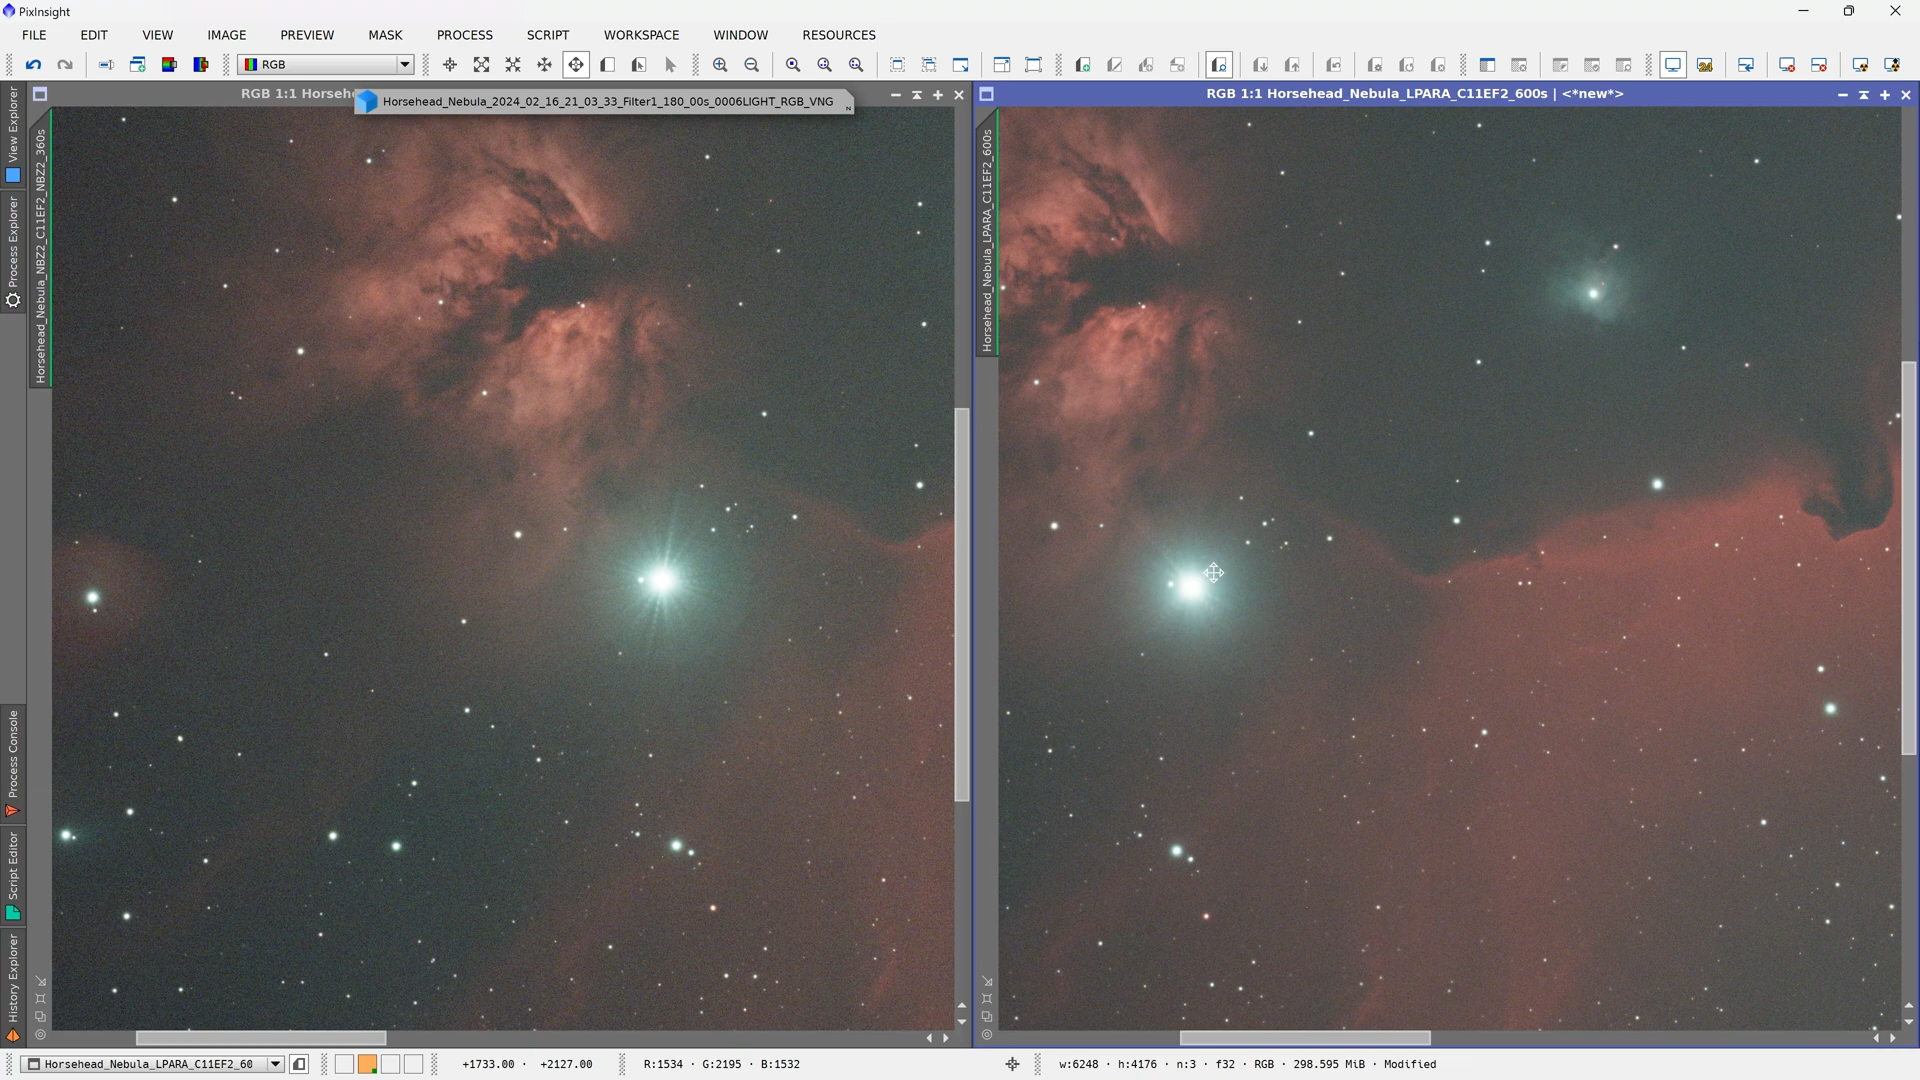 PixInsight
FILE EDIT VIEW IMAGE PREVIEW MASK PROCESS SCRIPT WORKSPACE WINDOW RESOURCES
RGB
RGB 1:1 Horsehe
Horsehead_Nebula_2024_02_16_21_03_33_Filter1_180_00s_0006LIGHT_RGB_VNG
N
RGB 1:1 Horsehead_Nebula_LPARA_C11EF2_600s | <*new*>
View Explorer
Process Explorer
Process Console
Script Editor
History Explorer
Horsehead_Nebula_NBZ2_C11EF2_NBZ2_360s
Horsehead_Nebula_LPARA_C11EF2_600s
Horsehead_Nebula_LPARA_C11EF2_60
+1733.00 · +2127.00
R:1534 · G:2195 · B:1532
w:6248 · h:4176 · n:3 · f32 · RGB · 298.595 MiB · Modified